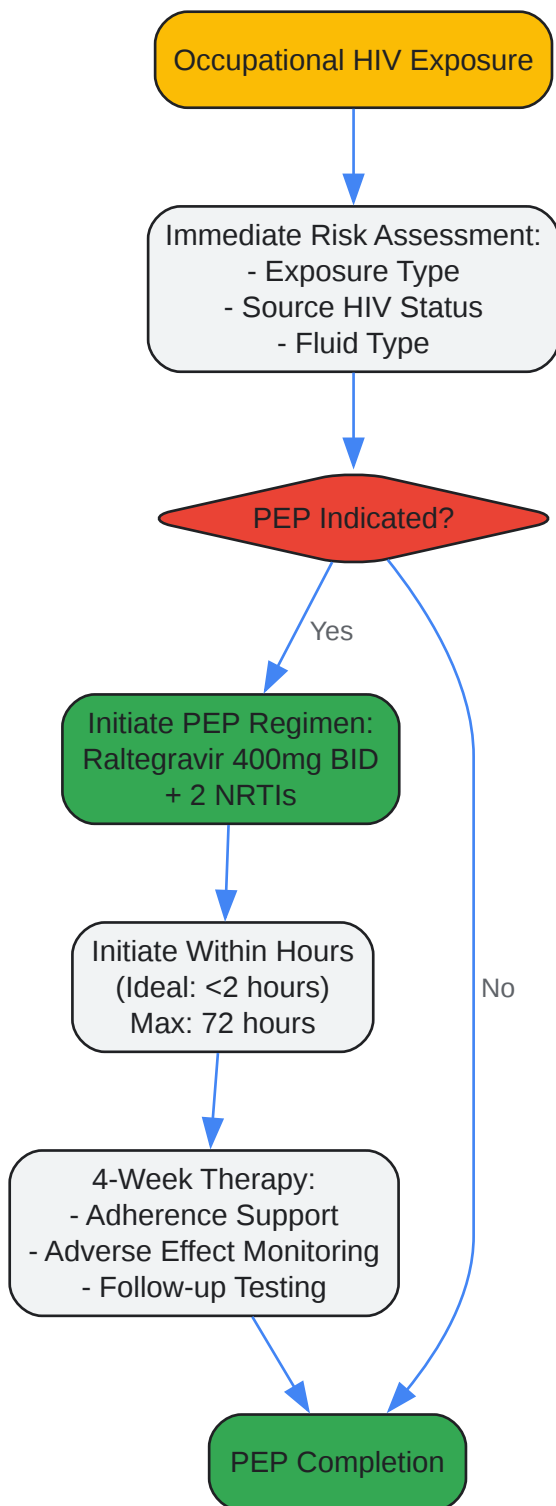 Occupational HIV Exposure
Immediate Risk Assessment:
- Exposure Type
- Source HIV Status
- Fluid Type
PEP Indicated?
Yes
Initiate PEP Regimen:
Raltegravir 400mg BID
+ 2 NRTIs
Initiate Within Hours
(Ideal: <2 hours)
Max: 72 hours
No
4-Week Therapy:
- Adherence Support
- Adverse Effect Monitoring
- Follow-up Testing
PEP Completion